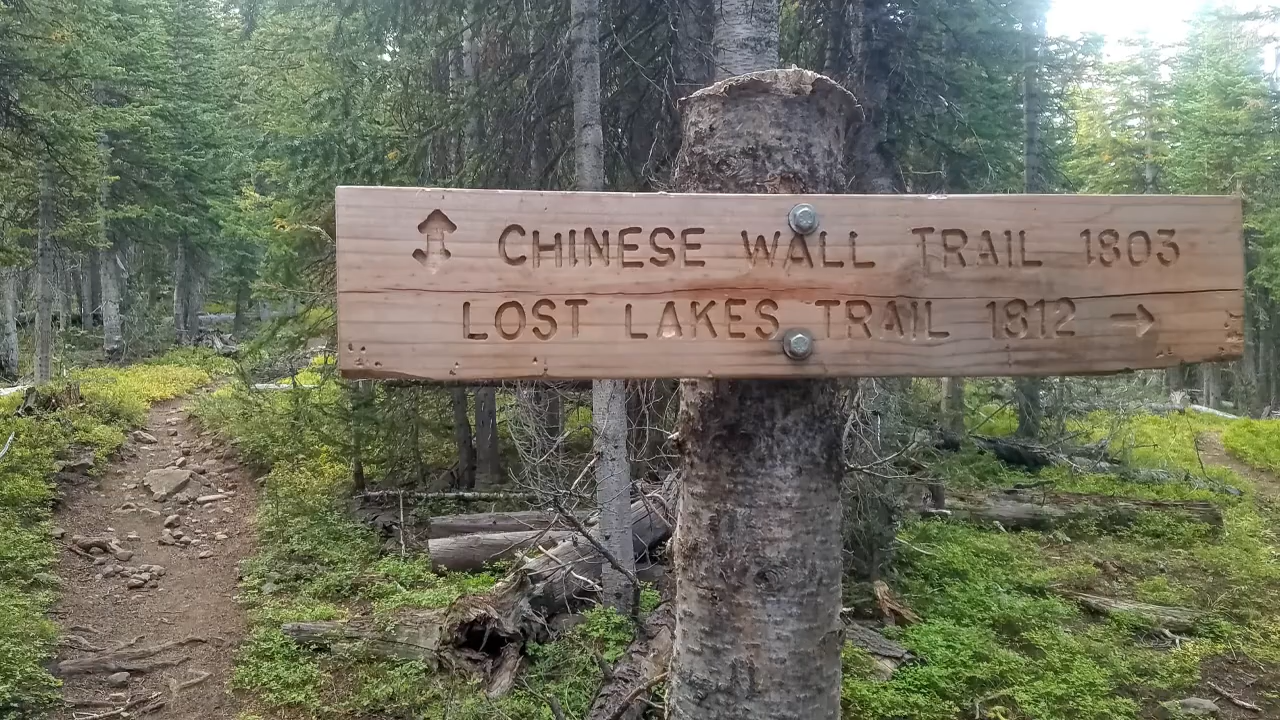 ↑ CHINESE WALL TRAIL 1803
LOST LAKES TRAIL 1812 →